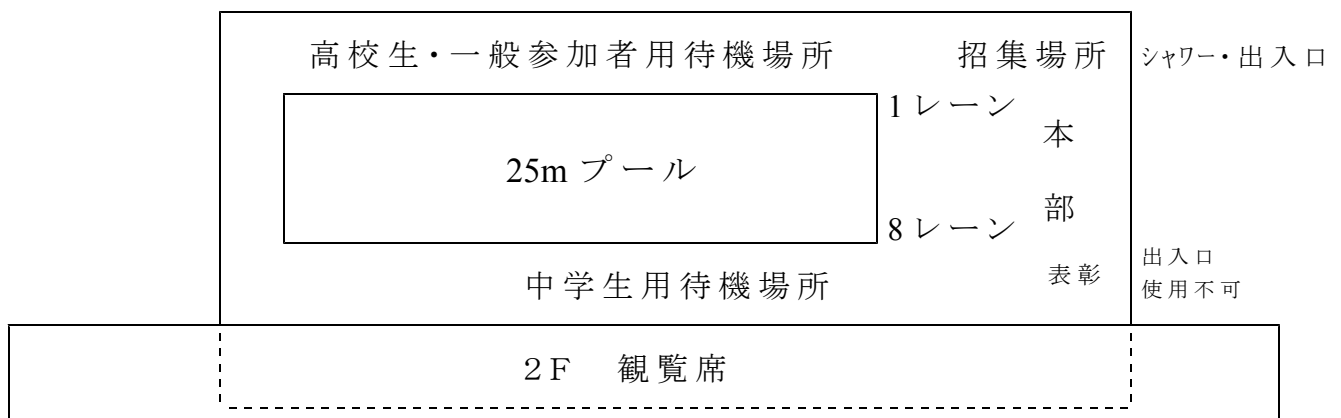 高校生・一般参加者用待機場所
招集場所
シャワー・出入口
1レーン
本部
25mプール
8レーン
中学生用待機場所
表彰
出入口
使用不可
2F 観覧席